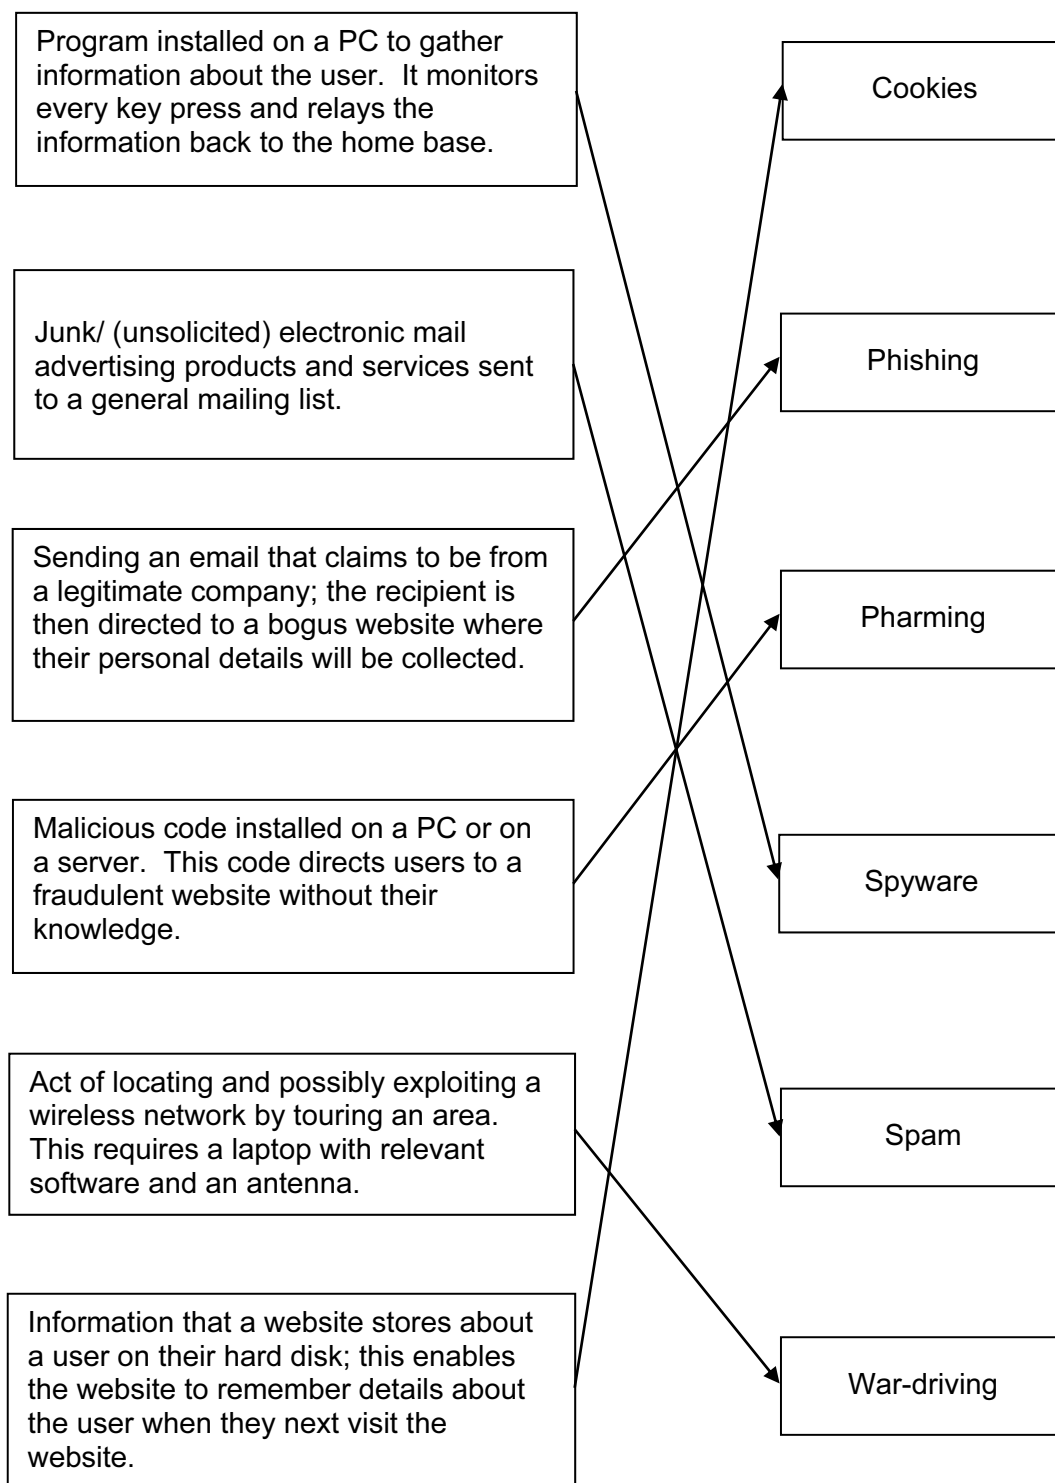 Program installed on a PC to gather
information about the user.  It monitors
every key press and relays the
information back to the home base.
Cookies
Junk/ (unsolicited) electronic mail
advertising products and services sent
to a general mailing list.
Phishing
Sending an email that claims to be from
a legitimate company; the recipient is
then directed to a bogus website where
their personal details will be collected.
Pharming
Malicious code installed on a PC or on
a server.  This code directs users to a
fraudulent website without their
knowledge.
Spyware
Act of locating and possibly exploiting a
wireless network by touring an area.
This requires a laptop with relevant
software and an antenna.
Spam
Information that a website stores about
a user on their hard disk; this enables
the website to remember details about
the user when they next visit the
website.
War-driving